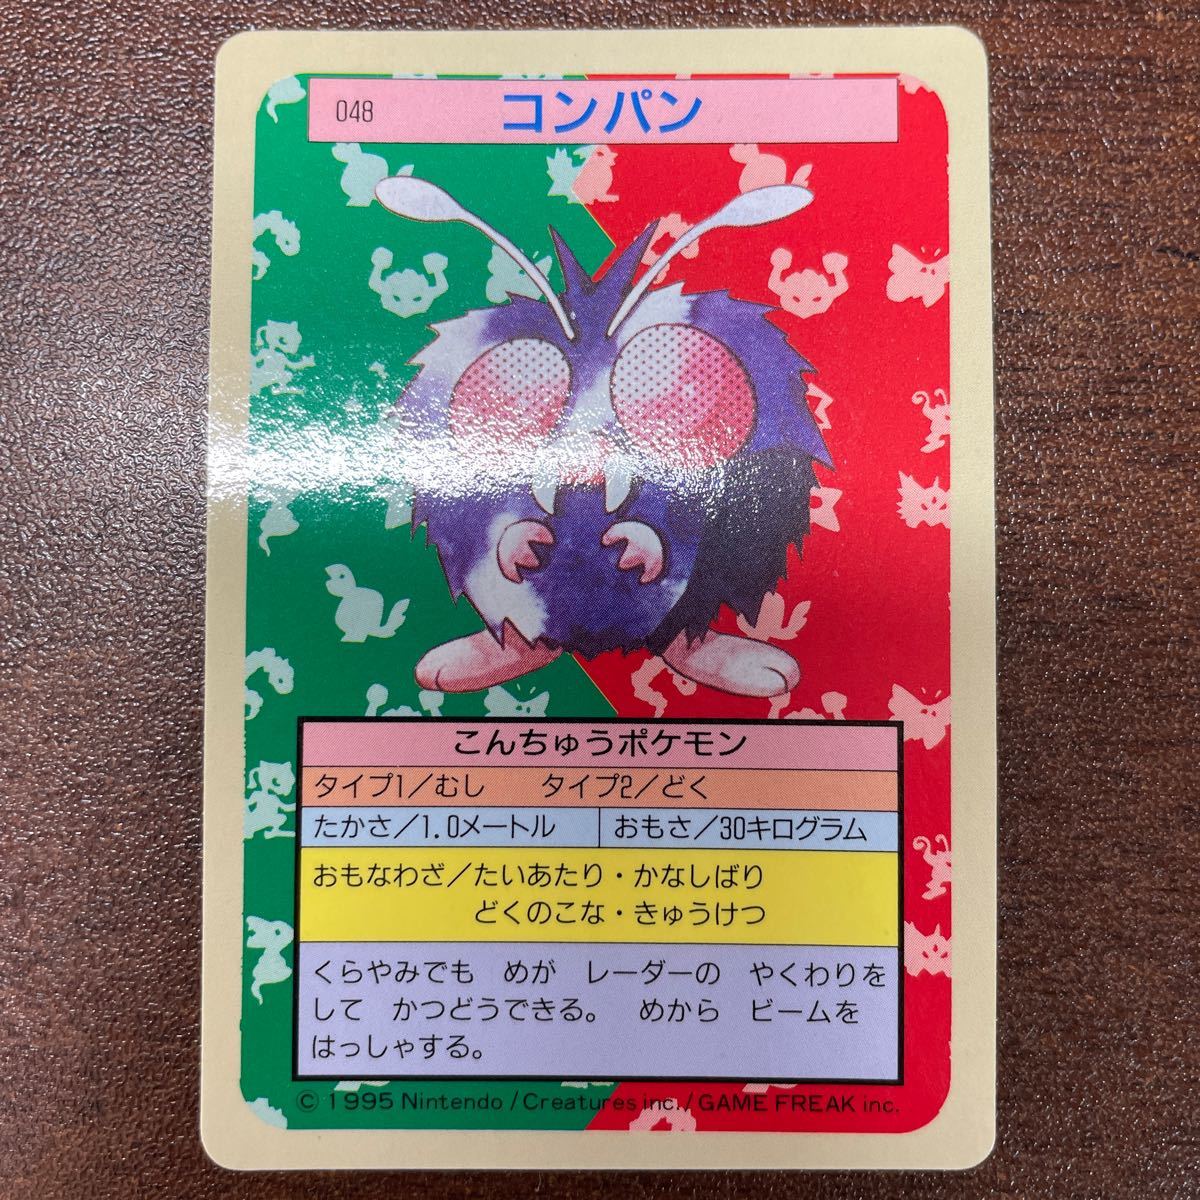 048 コンパン
こんちゅうポケモン
タイプ1／むし　タイプ2／どく
たかさ／1.0メートル　おもさ／30キログラム
おもなわざ／たいあたり・かなしばり
どくのこな・きゅうけつ
くらやみでも　めが　レーダーの　やくわりを
して　かつどうできる。　めから　ビームを
はっしゃする。
© 1995 Nintendo / Creatures inc. / GAME FREAK inc.